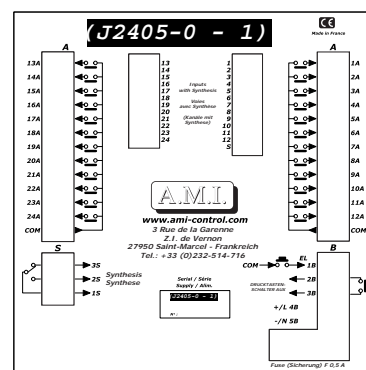 (J2405-0 - 1)
CE
Made in France
A
A
13A
14A
15A
16A
17A
18A
19A
20A
21A
22A
23A
24A
COM
13
14
15
16
17
18
19
20
21
22
23
24
Inputs
with Synthesis
Voies
avec Synthèse
(Kanäle mit
Synthese)
1
2
3
4
5
6
7
8
9
10
11
12
S
1A
2A
3A
4A
5A
6A
7A
8A
9A
10A
11A
12A
COM
A.M.I.
www.ami-control.com
3 Rue de la Garenne
Z.I. de Vernon
27950 Saint-Marcel - Frankreich
Tel.: +33 (0)232-514-716
S
3S
2S
1S
Synthesis
Synthese
Serial / Série
Supply / Alim.
(J2405-0 - 1)
N°:
B
COM
EL
1B
2B
3B
DRUCKTASTEN-
SCHALTER AUX
+/L 4B
-/N 5B
Fuse (Sicherung) F 0,5 A